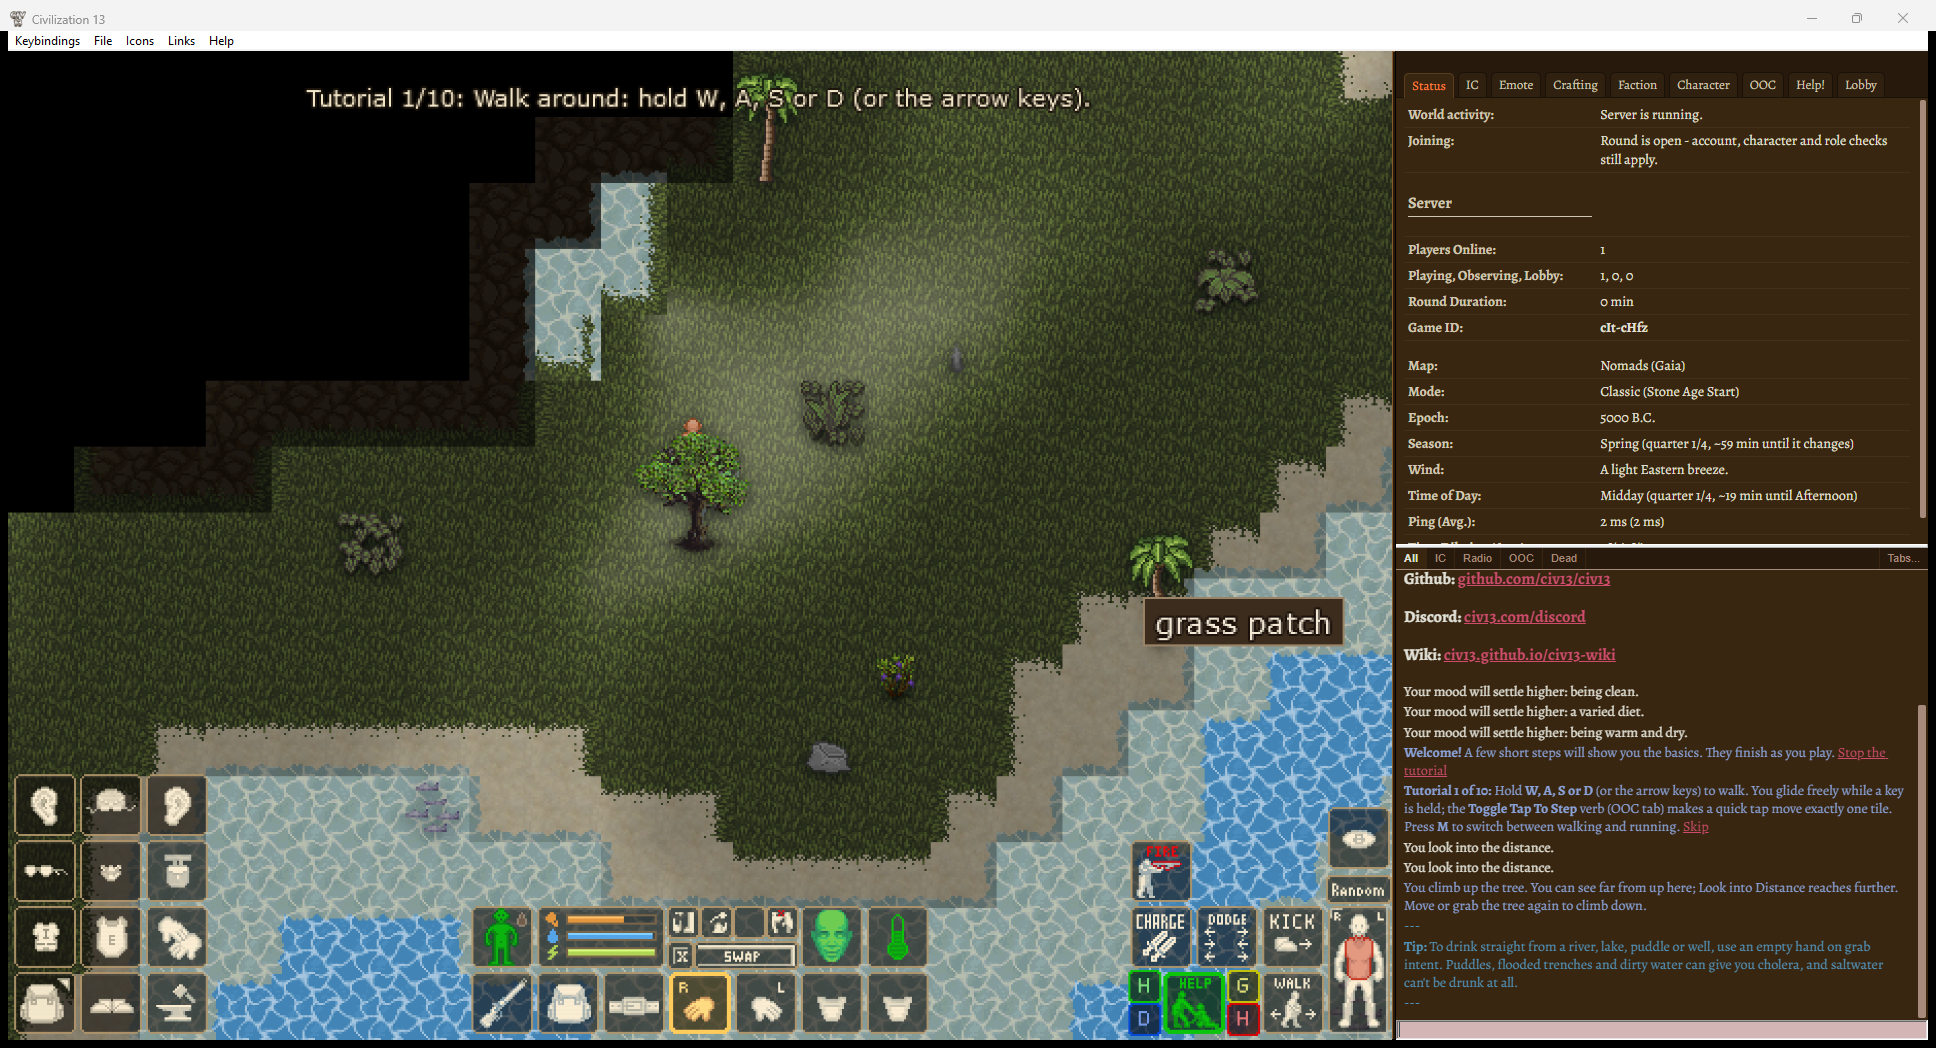 Civilization 13
Keybindings File Icons Links Help
Tutorial 1/10: Walk around: hold W, A, S or D (or the arrow keys).
grass patch
FIRE
Random
CHARGE
DODGE
KICK
R L
X
SWAP
I
E
R
L
H
HELP
G
D
H
WALK
Status IC Emote Crafting Faction Character OOC Help! Lobby
World activity: Server is running.
Joining: Round is open - account, character and role checks
still apply.
Server
Players Online: 1
Playing, Observing, Lobby: 1, 0, 0
Round Duration: 0 min
Game ID: cIt-cHfz
Map: Nomads (Gaia)
Mode: Classic (Stone Age Start)
Epoch: 5000 B.C.
Season: Spring (quarter 1/4, ~59 min until it changes)
Wind: A light Eastern breeze.
Time of Day: Midday (quarter 1/4, ~19 min until Afternoon)
Ping (Avg.): 2 ms (2 ms)
All IC Radio OOC Dead Tabs...
Github: github.com/civ13/civ13
Discord: civ13.com/discord
Wiki: civ13.github.io/civ13-wiki
Your mood will settle higher: being clean.
Your mood will settle higher: a varied diet.
Your mood will settle higher: being warm and dry.
Welcome! A few short steps will show you the basics. They finish as you play. Stop the
tutorial
Tutorial 1 of 10: Hold W, A, S or D (or the arrow keys) to walk. You glide freely while a key
is held; the Toggle Tap To Step verb (OOC tab) makes a quick tap move exactly one tile.
Press M to switch between walking and running. Skip
You look into the distance.
You look into the distance.
You climb up the tree. You can see far from up here; Look into Distance reaches further.
Move or grab the tree again to climb down.
---
Tip: To drink straight from a river, lake, puddle or well, use an empty hand on grab
intent. Puddles, flooded trenches and dirty water can give you cholera, and saltwater
can't be drunk at all.
---